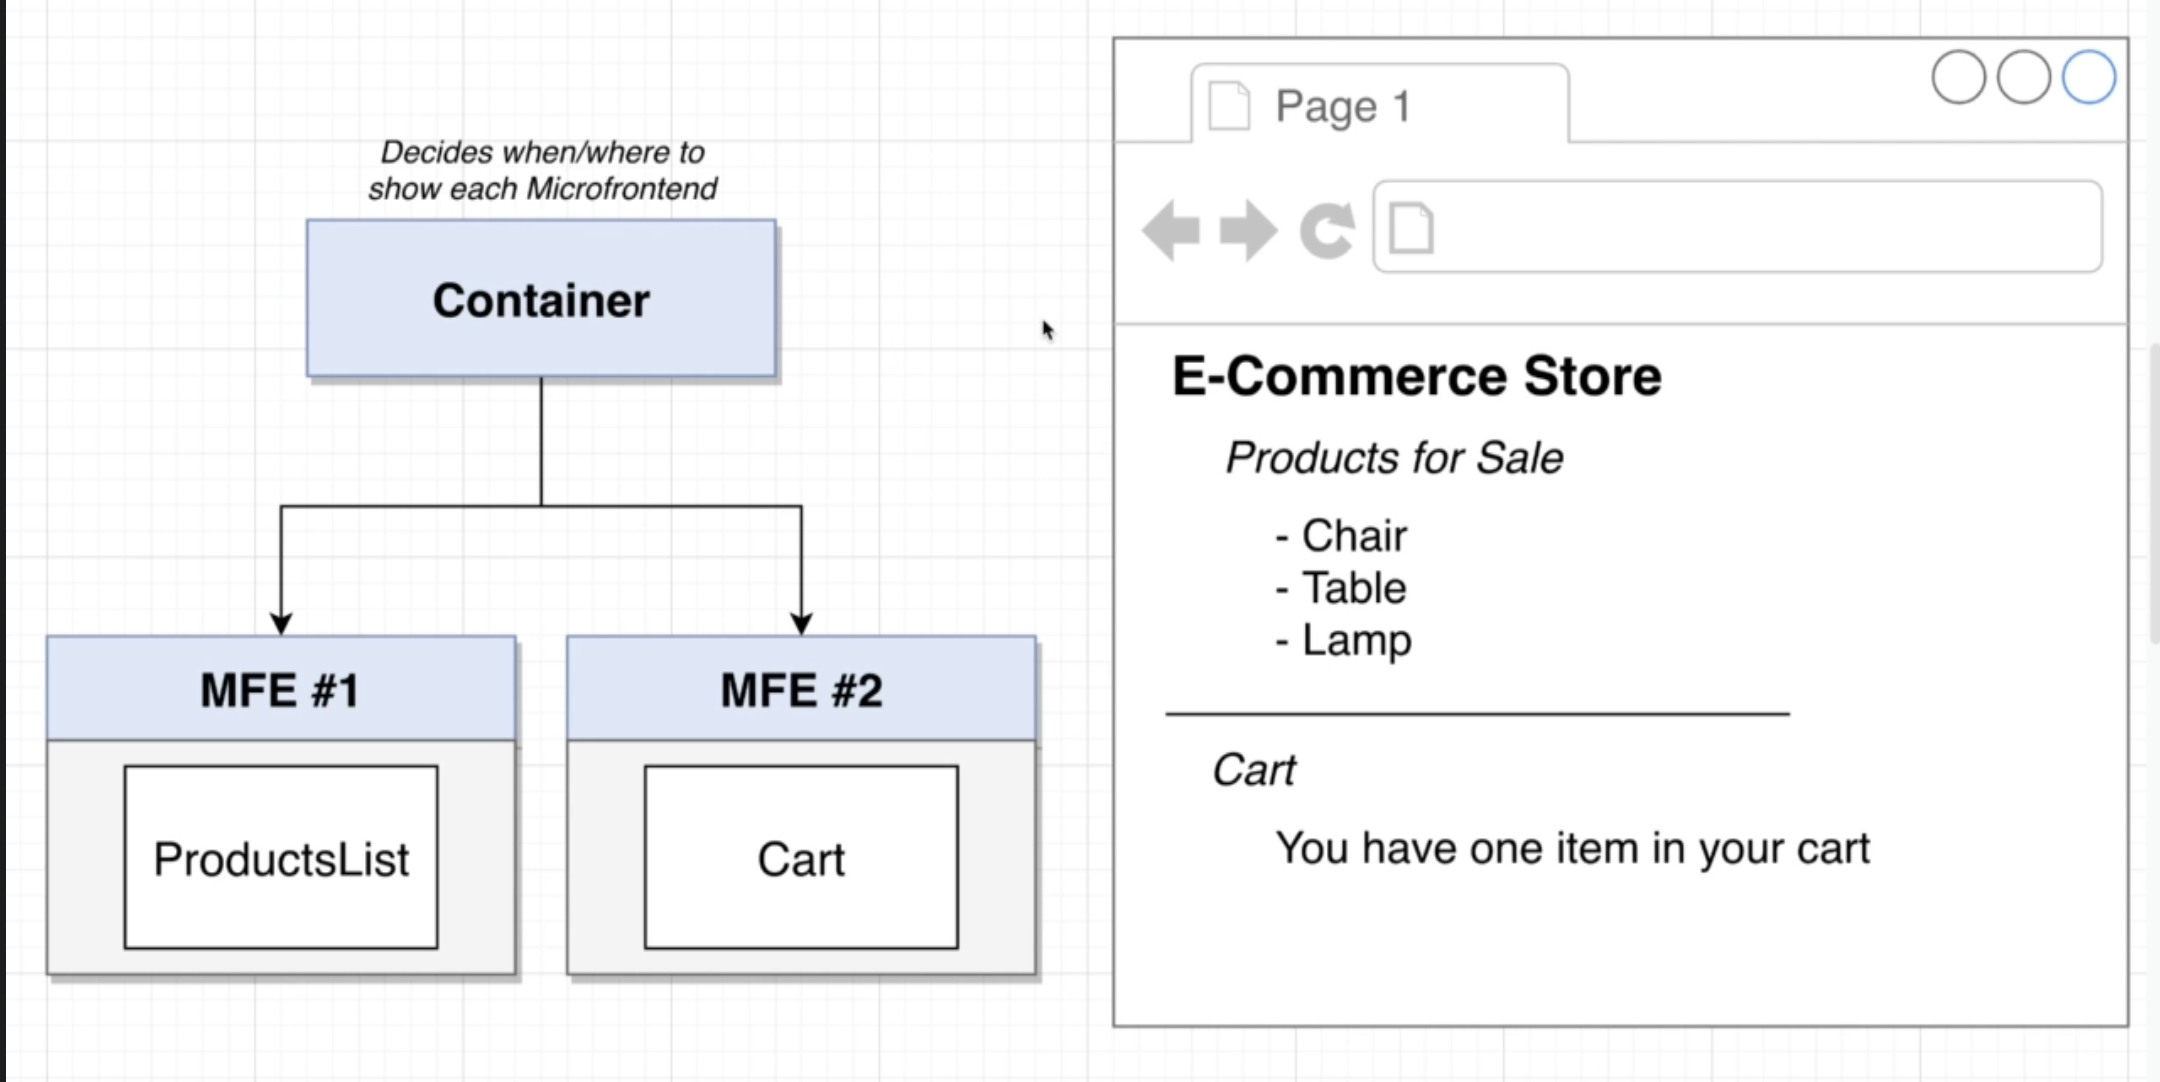 Decides when/where to
show each Microfrontend
Container
MFE #1
ProductsList
MFE #2
Cart
Page 1
E-Commerce Store
Products for Sale
- Chair
- Table
- Lamp
Cart
You have one item in your cart